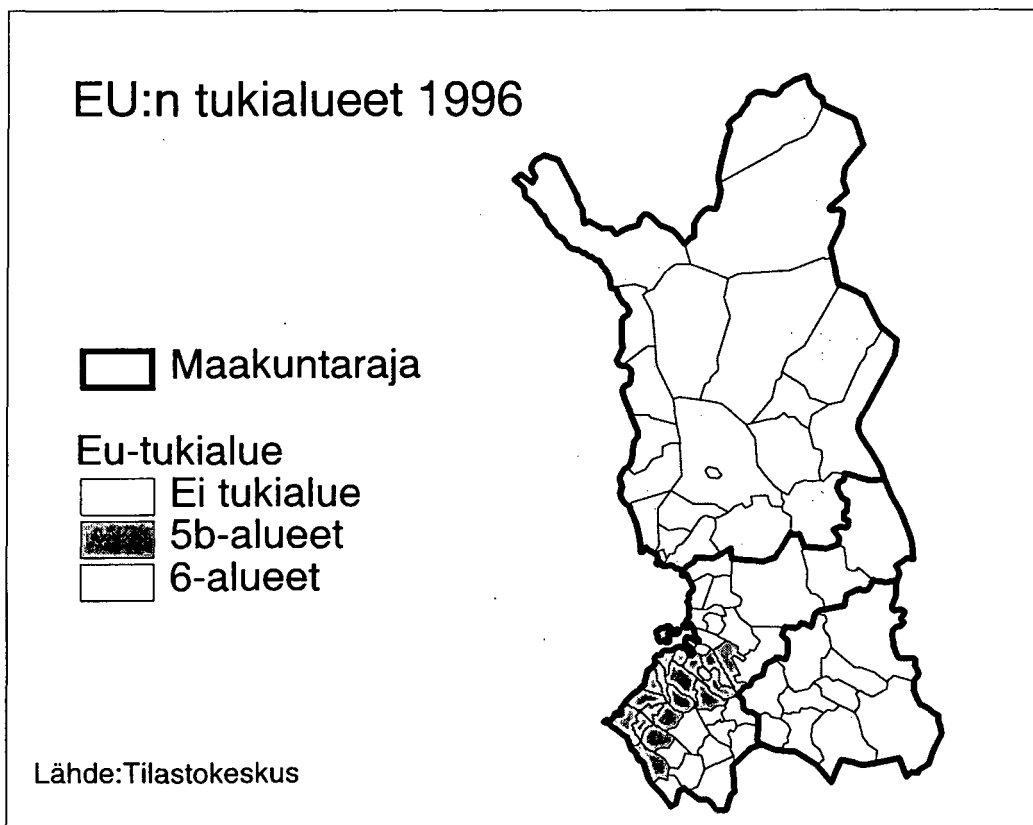 EU:n tukialueet 1996
Maakuntaraja
Eu-tukialue
Ei tukialue
5b-alueet
6-alueet
Lähde:Tilastokeskus